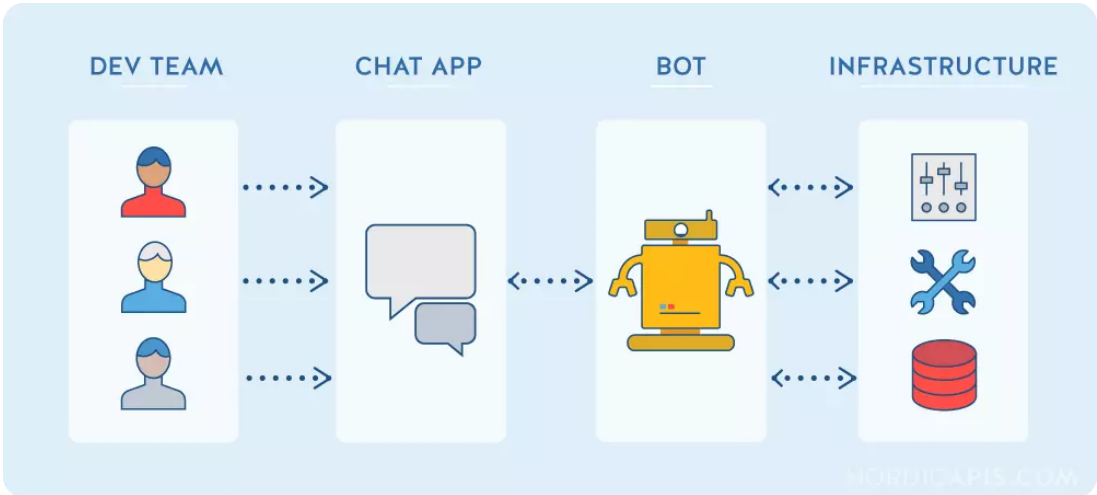 DEV TEAM
CHAT APP
BOT
INFRASTRUCTURE
NORDICAPIS.COM